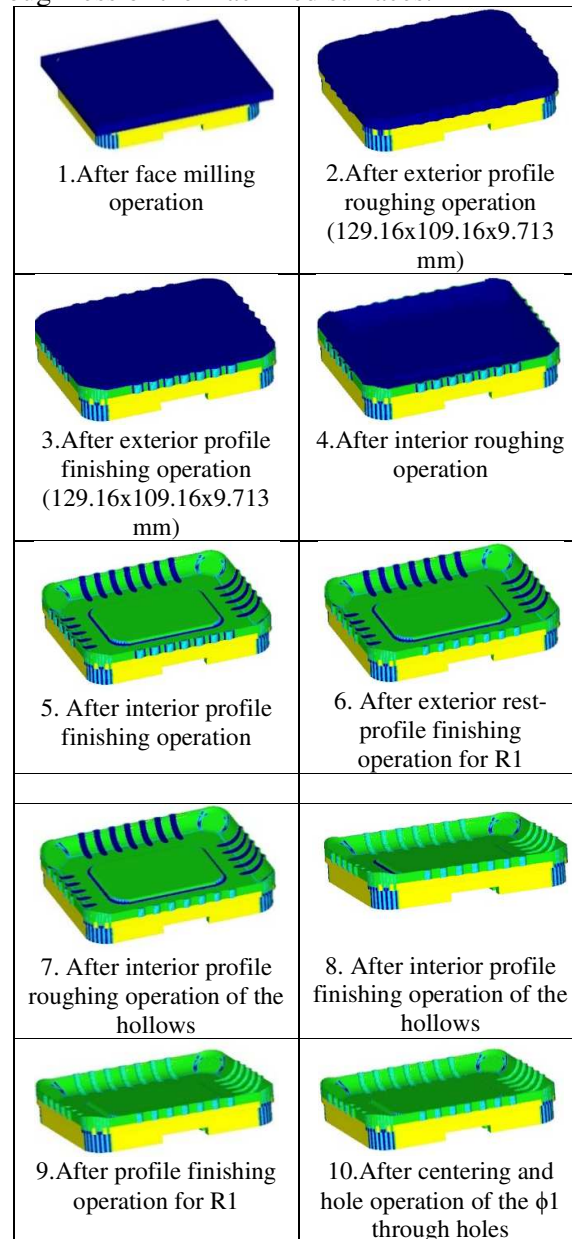 1.After face milling
operation
2.After exterior profile
roughing operation
(129.16x109.16x9.713
mm)
3.After exterior profile
finishing operation
(129.16x109.16x9.713
mm)
4.After interior roughing
operation
5. After interior profile
finishing operation
6. After exterior rest-
profile finishing
operation for R1
7. After interior profile
roughing operation of the
hollows
8. After interior profile
finishing operation of the
hollows
9.After profile finishing
operation for R1
10.After centering and
hole operation of the ϕ1
through holes